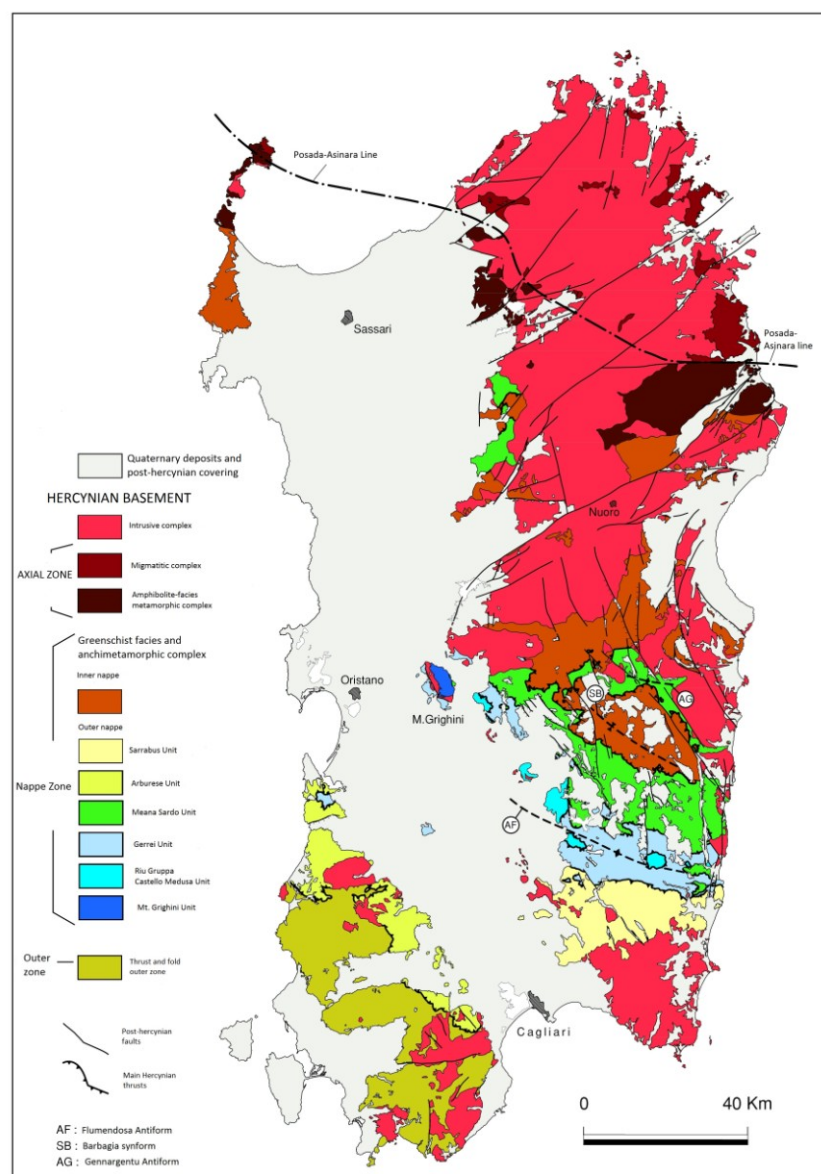 Posada-Asinara Line
Sassari
Posada-
Asinara line
Quaternary deposits and
post-hercynian covering
HERCYNIAN BASEMENT
Intrusive complex
AXIAL ZONE
Migmatitic complex
Amphibolite-facies
metamorphic complex
Nuoro
Greenschist facies and
anchimetamorphic complex
Inner nappe
Outner nappe
Sarrabus Unit
Nappe Zone
Arburese Unit
Meana Sardo Unit
Gerrei Unit
Riu Gruppa
Castello Medusa Unit
Mt. Grighini Unit
Oristano
M.Grighini
SB
AG
AF
Outer
zone
Thrust and fold
outer zone
Post-hercynian
faults
Main Hercynian
thrusts
Cagliari
0
40 Km
AF : Flumendosa Antiform
SB : Barbagia synform
AG : Gennargentu Antiform